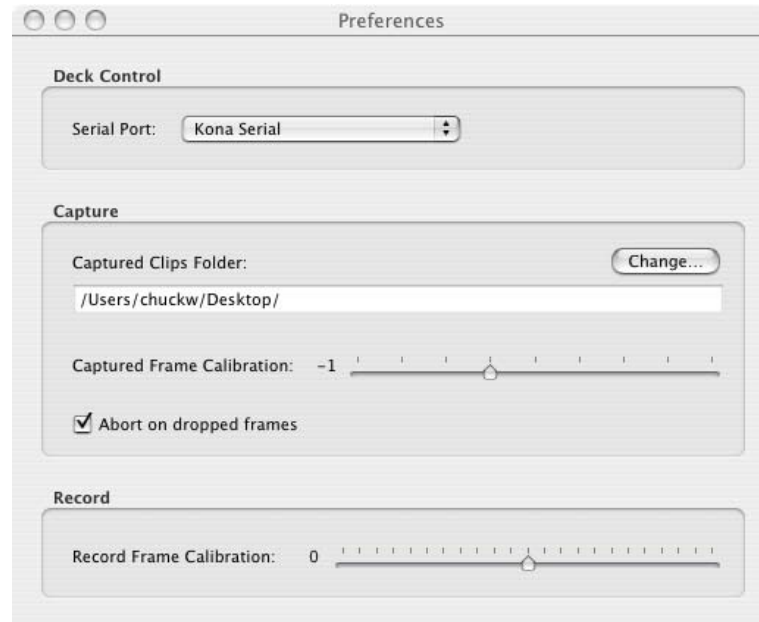 Preferences
Deck Control
Serial Port: Kona Serial
Capture
Captured Clips Folder: Change...
/Users/chuckw/Desktop/
Captured Frame Calibration: -1
Abort on dropped frames
Record
Record Frame Calibration: 0